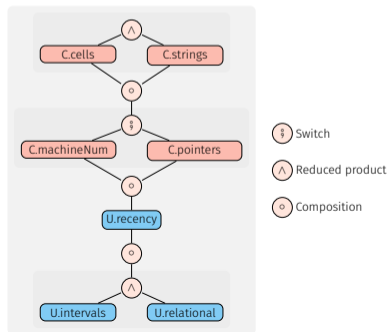 ∧
C.cells
C.strings
∘
;
Switch
C.machineNum
C.pointers
∧
Reduced product
∘
∘
Composition
U.recency
∘
∧
U.intervals
U.relational